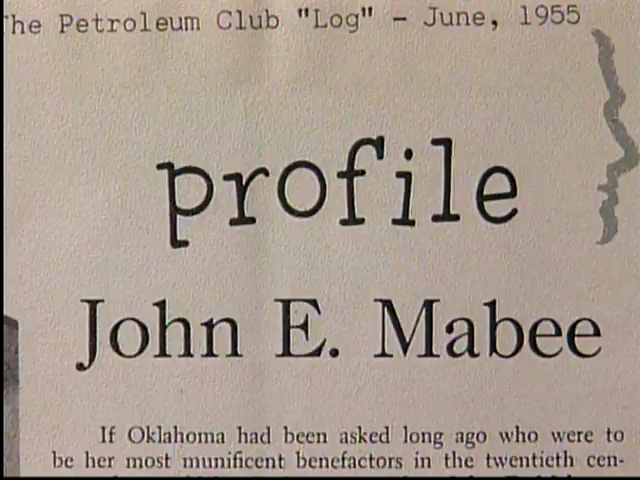 The Petroleum Club "Log" - June, 1955
profile
John E. Mabee
If Oklahoma had been asked long ago who were to
be her most munificent benefactors in the twentieth cen-